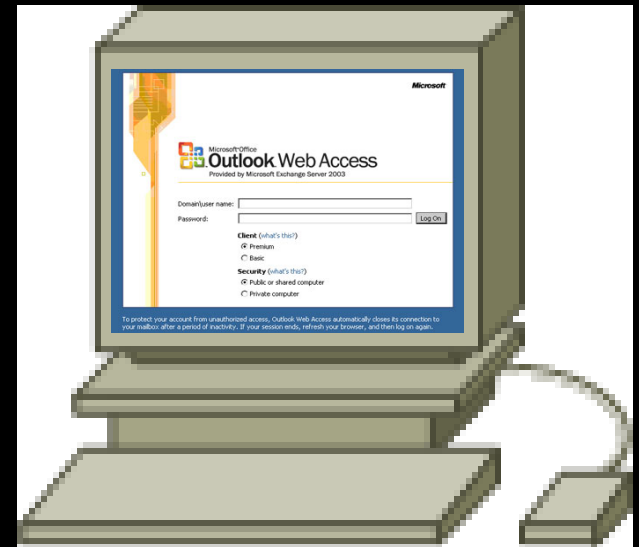 Microsoft
Microsoft Office
Outlook Web Access
Provided by Microsoft Exchange Server 2003
Domain\user name:
Password:
Log On
Client (what's this?)
Premium
Basic
Security (what's this?)
Public or shared computer
Private computer
To protect your account from unauthorized access, Outlook Web Access automatically closes its connection to
your mailbox after a period of inactivity. If your session ends, refresh your browser, and then log on again.